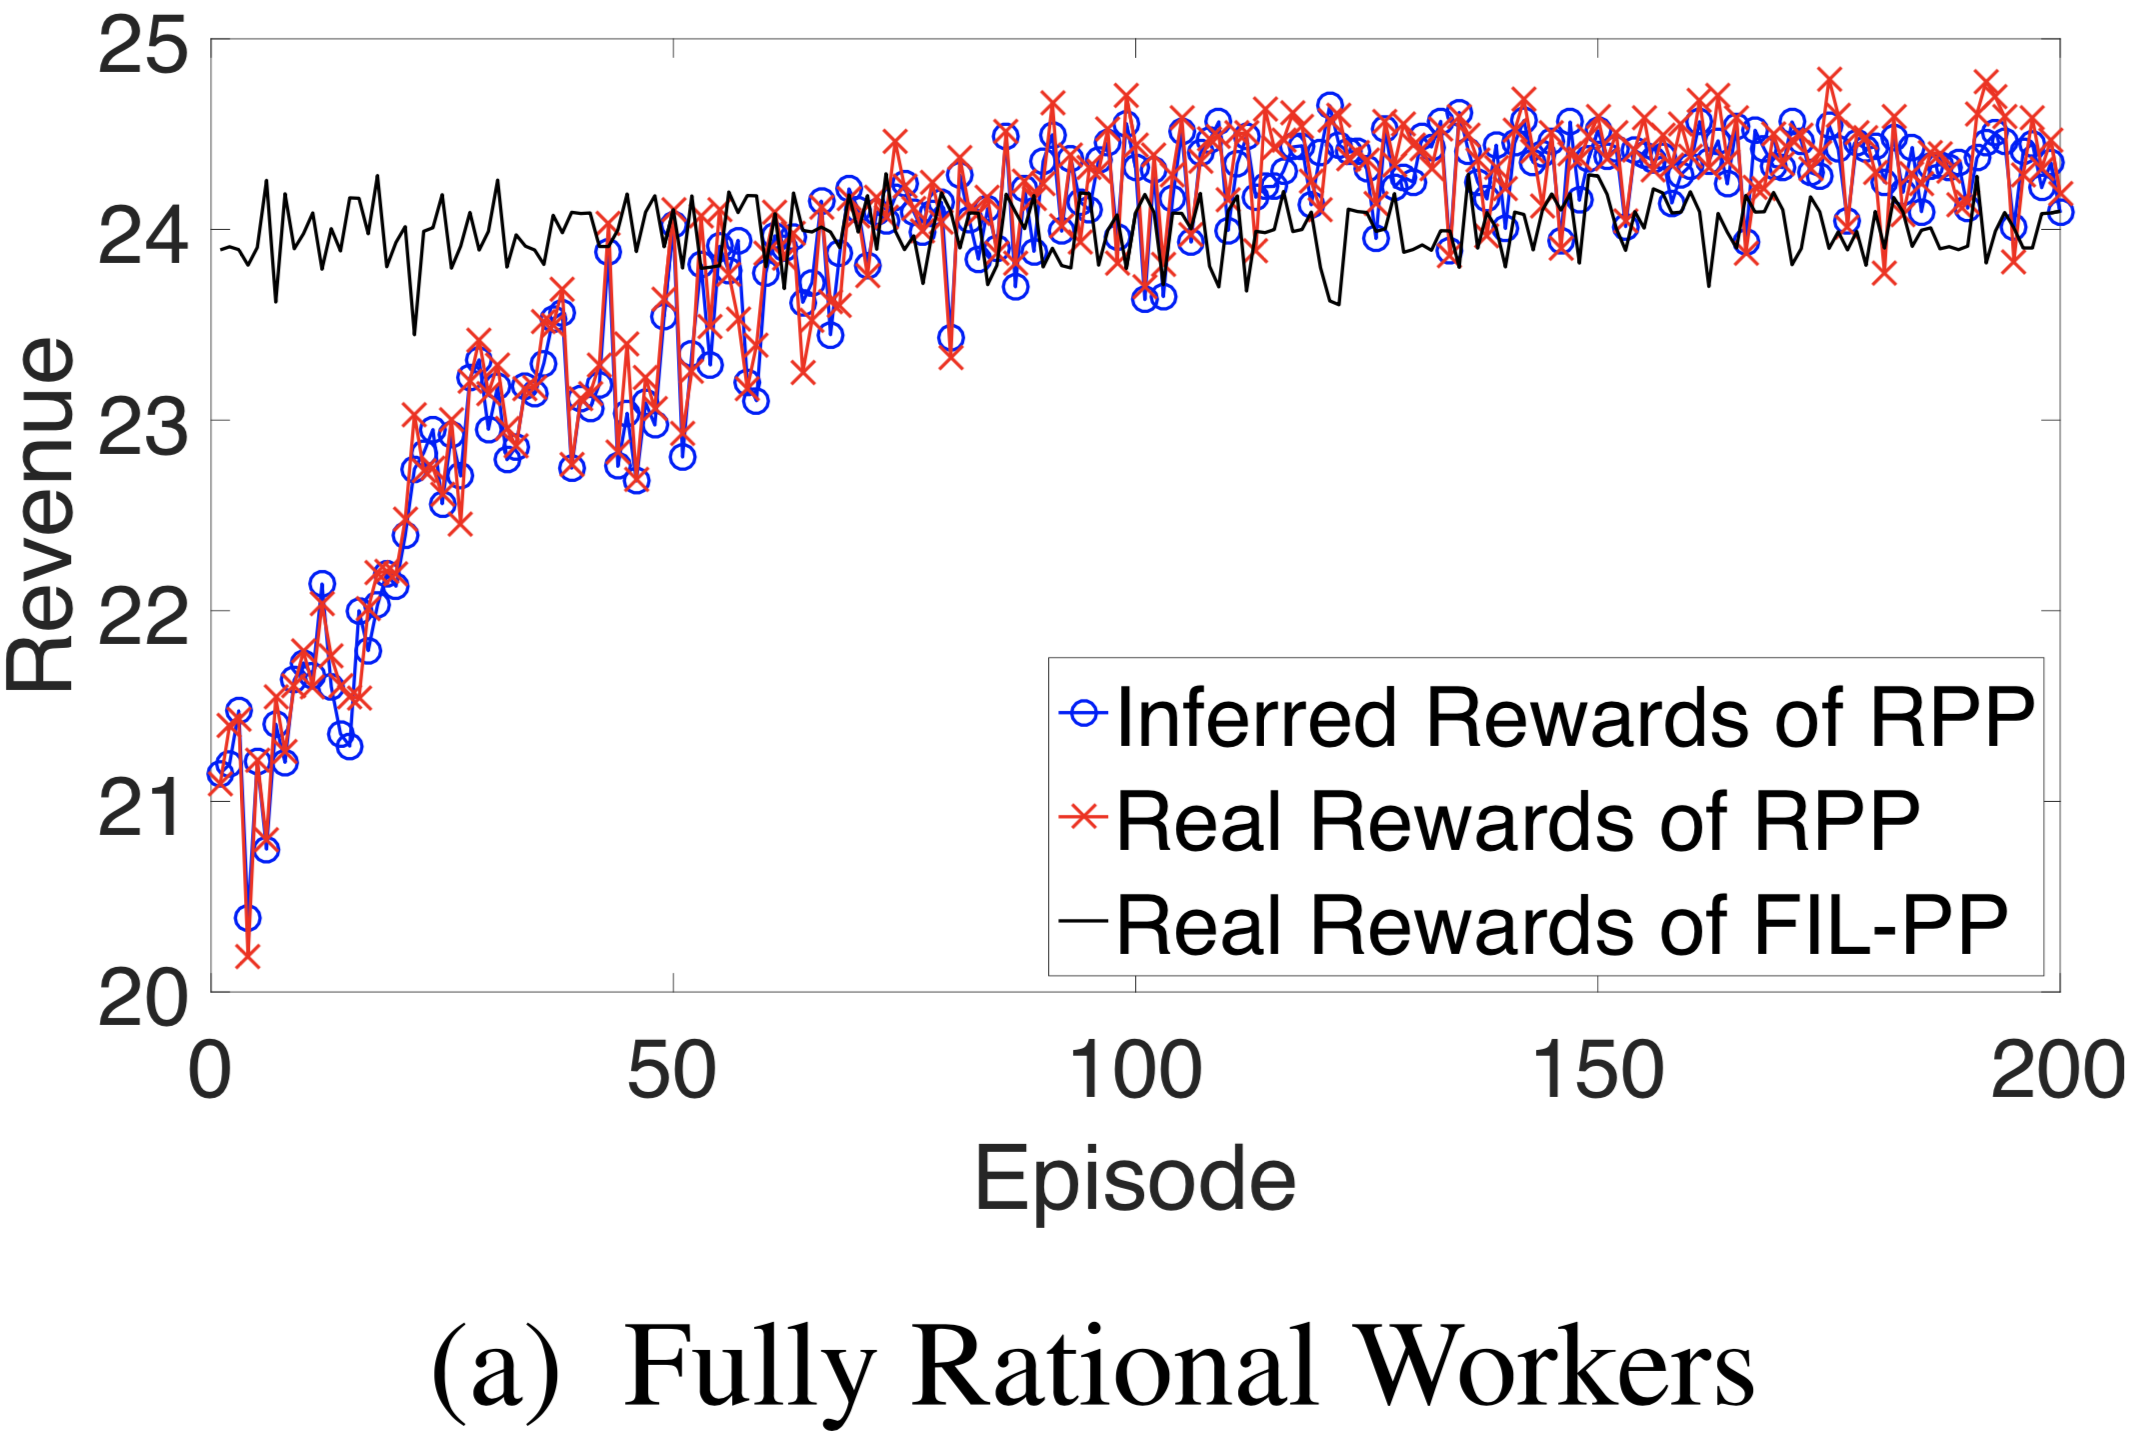 25
24
23
22
21
20
Revenue
Inferred Rewards of RPP
Real Rewards of RPP
Real Rewards of FIL-PP
0 50 100 150 200
Episode
(a) Fully Rational Workers